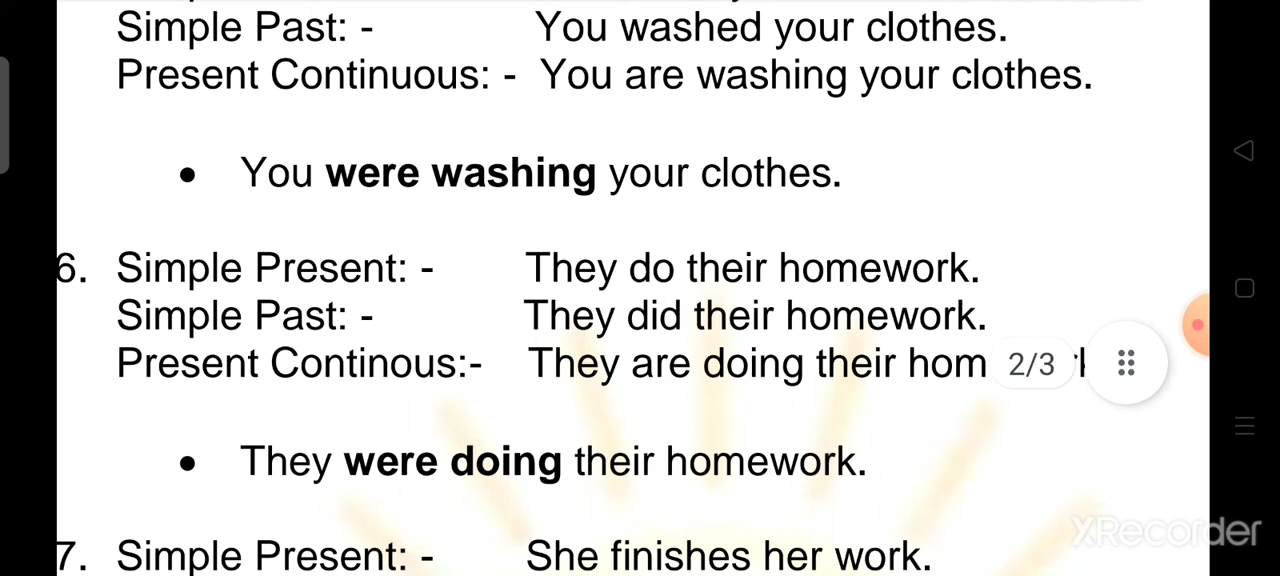 Simple Past: - You washed your clothes.
Present Continuous: - You are washing your clothes.
• You were washing your clothes.
6. Simple Present: - They do their homework.
Simple Past: - They did their homework.
Present Continous:- They are doing their hom
2/3
• They were doing their homework.
XRecorder
7. Simple Present: - She finishes her work.